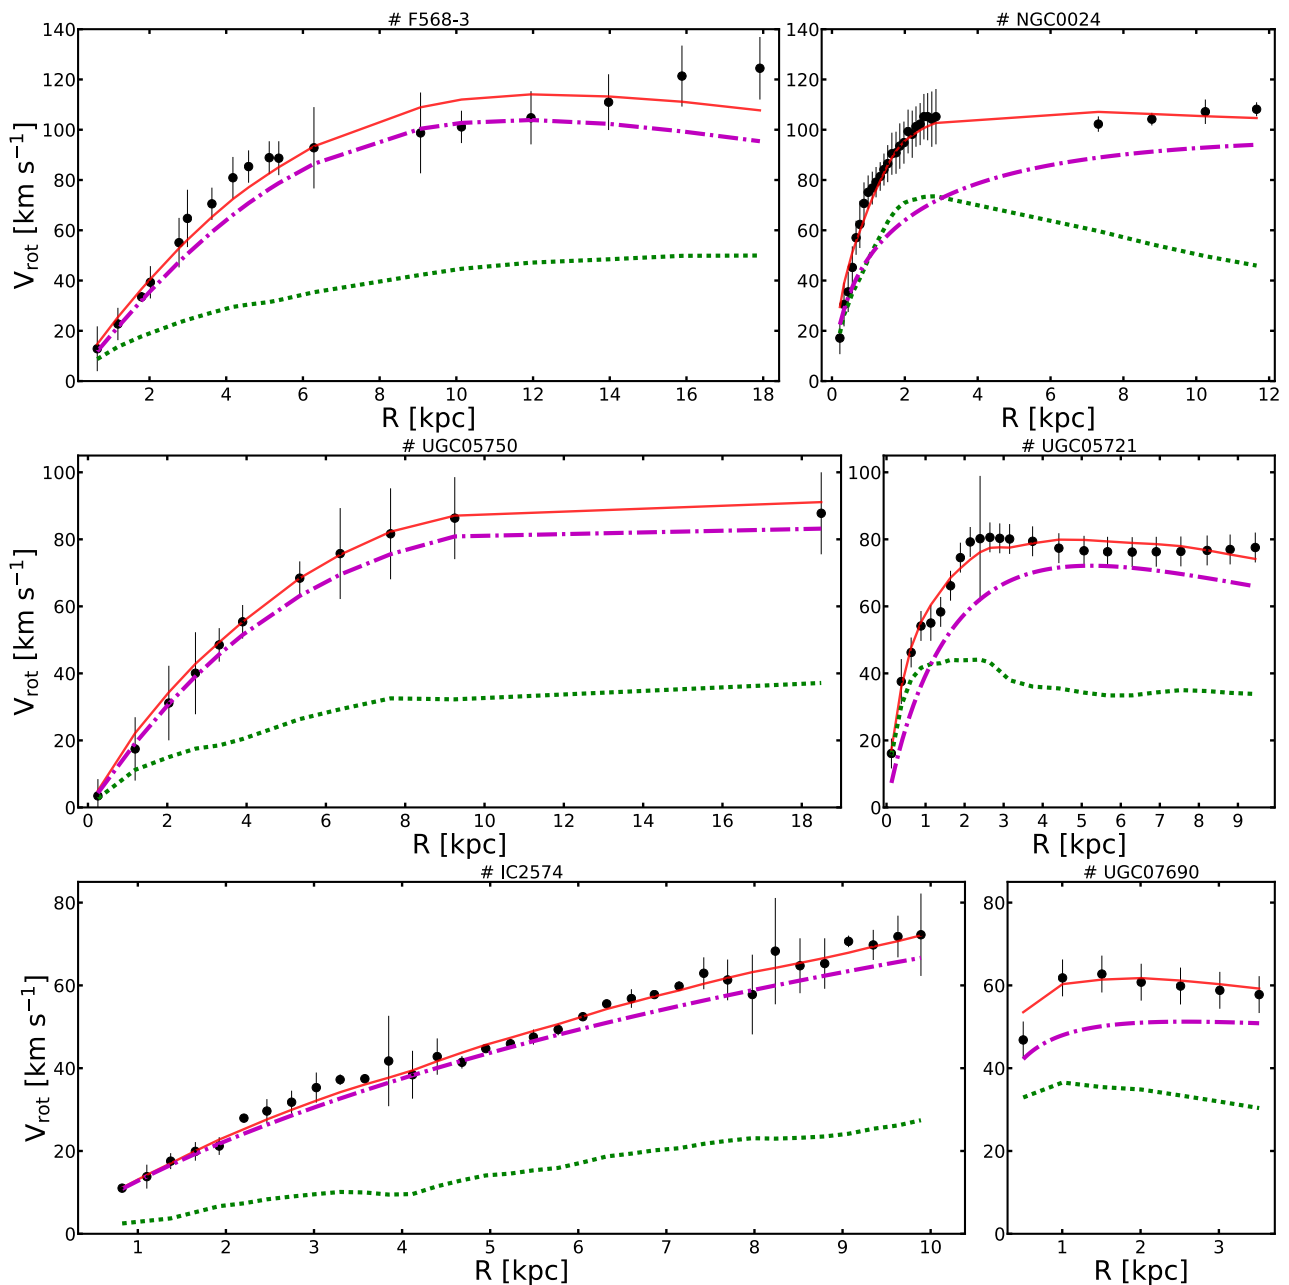 # F568-3
# NGC0024
140
120
100
80
60
40
20
0
V_rot [km s⁻¹]
2 4 6 8 10 12 14 16 18
R [kpc]
140
120
100
80
60
40
20
0
0 2 4 6 8 10 12
R [kpc]
# UGC05750
# UGC05721
100
80
60
40
20
0
V_rot [km s⁻¹]
0 2 4 6 8 10 12 14 16 18
R [kpc]
100
80
60
40
20
0
0 1 2 3 4 5 6 7 8 9
R [kpc]
# IC2574
# UGC07690
80
60
40
20
0
V_rot [km s⁻¹]
1 2 3 4 5 6 7 8 9 10
R [kpc]
80
60
40
20
0
1 2 3
R [kpc]